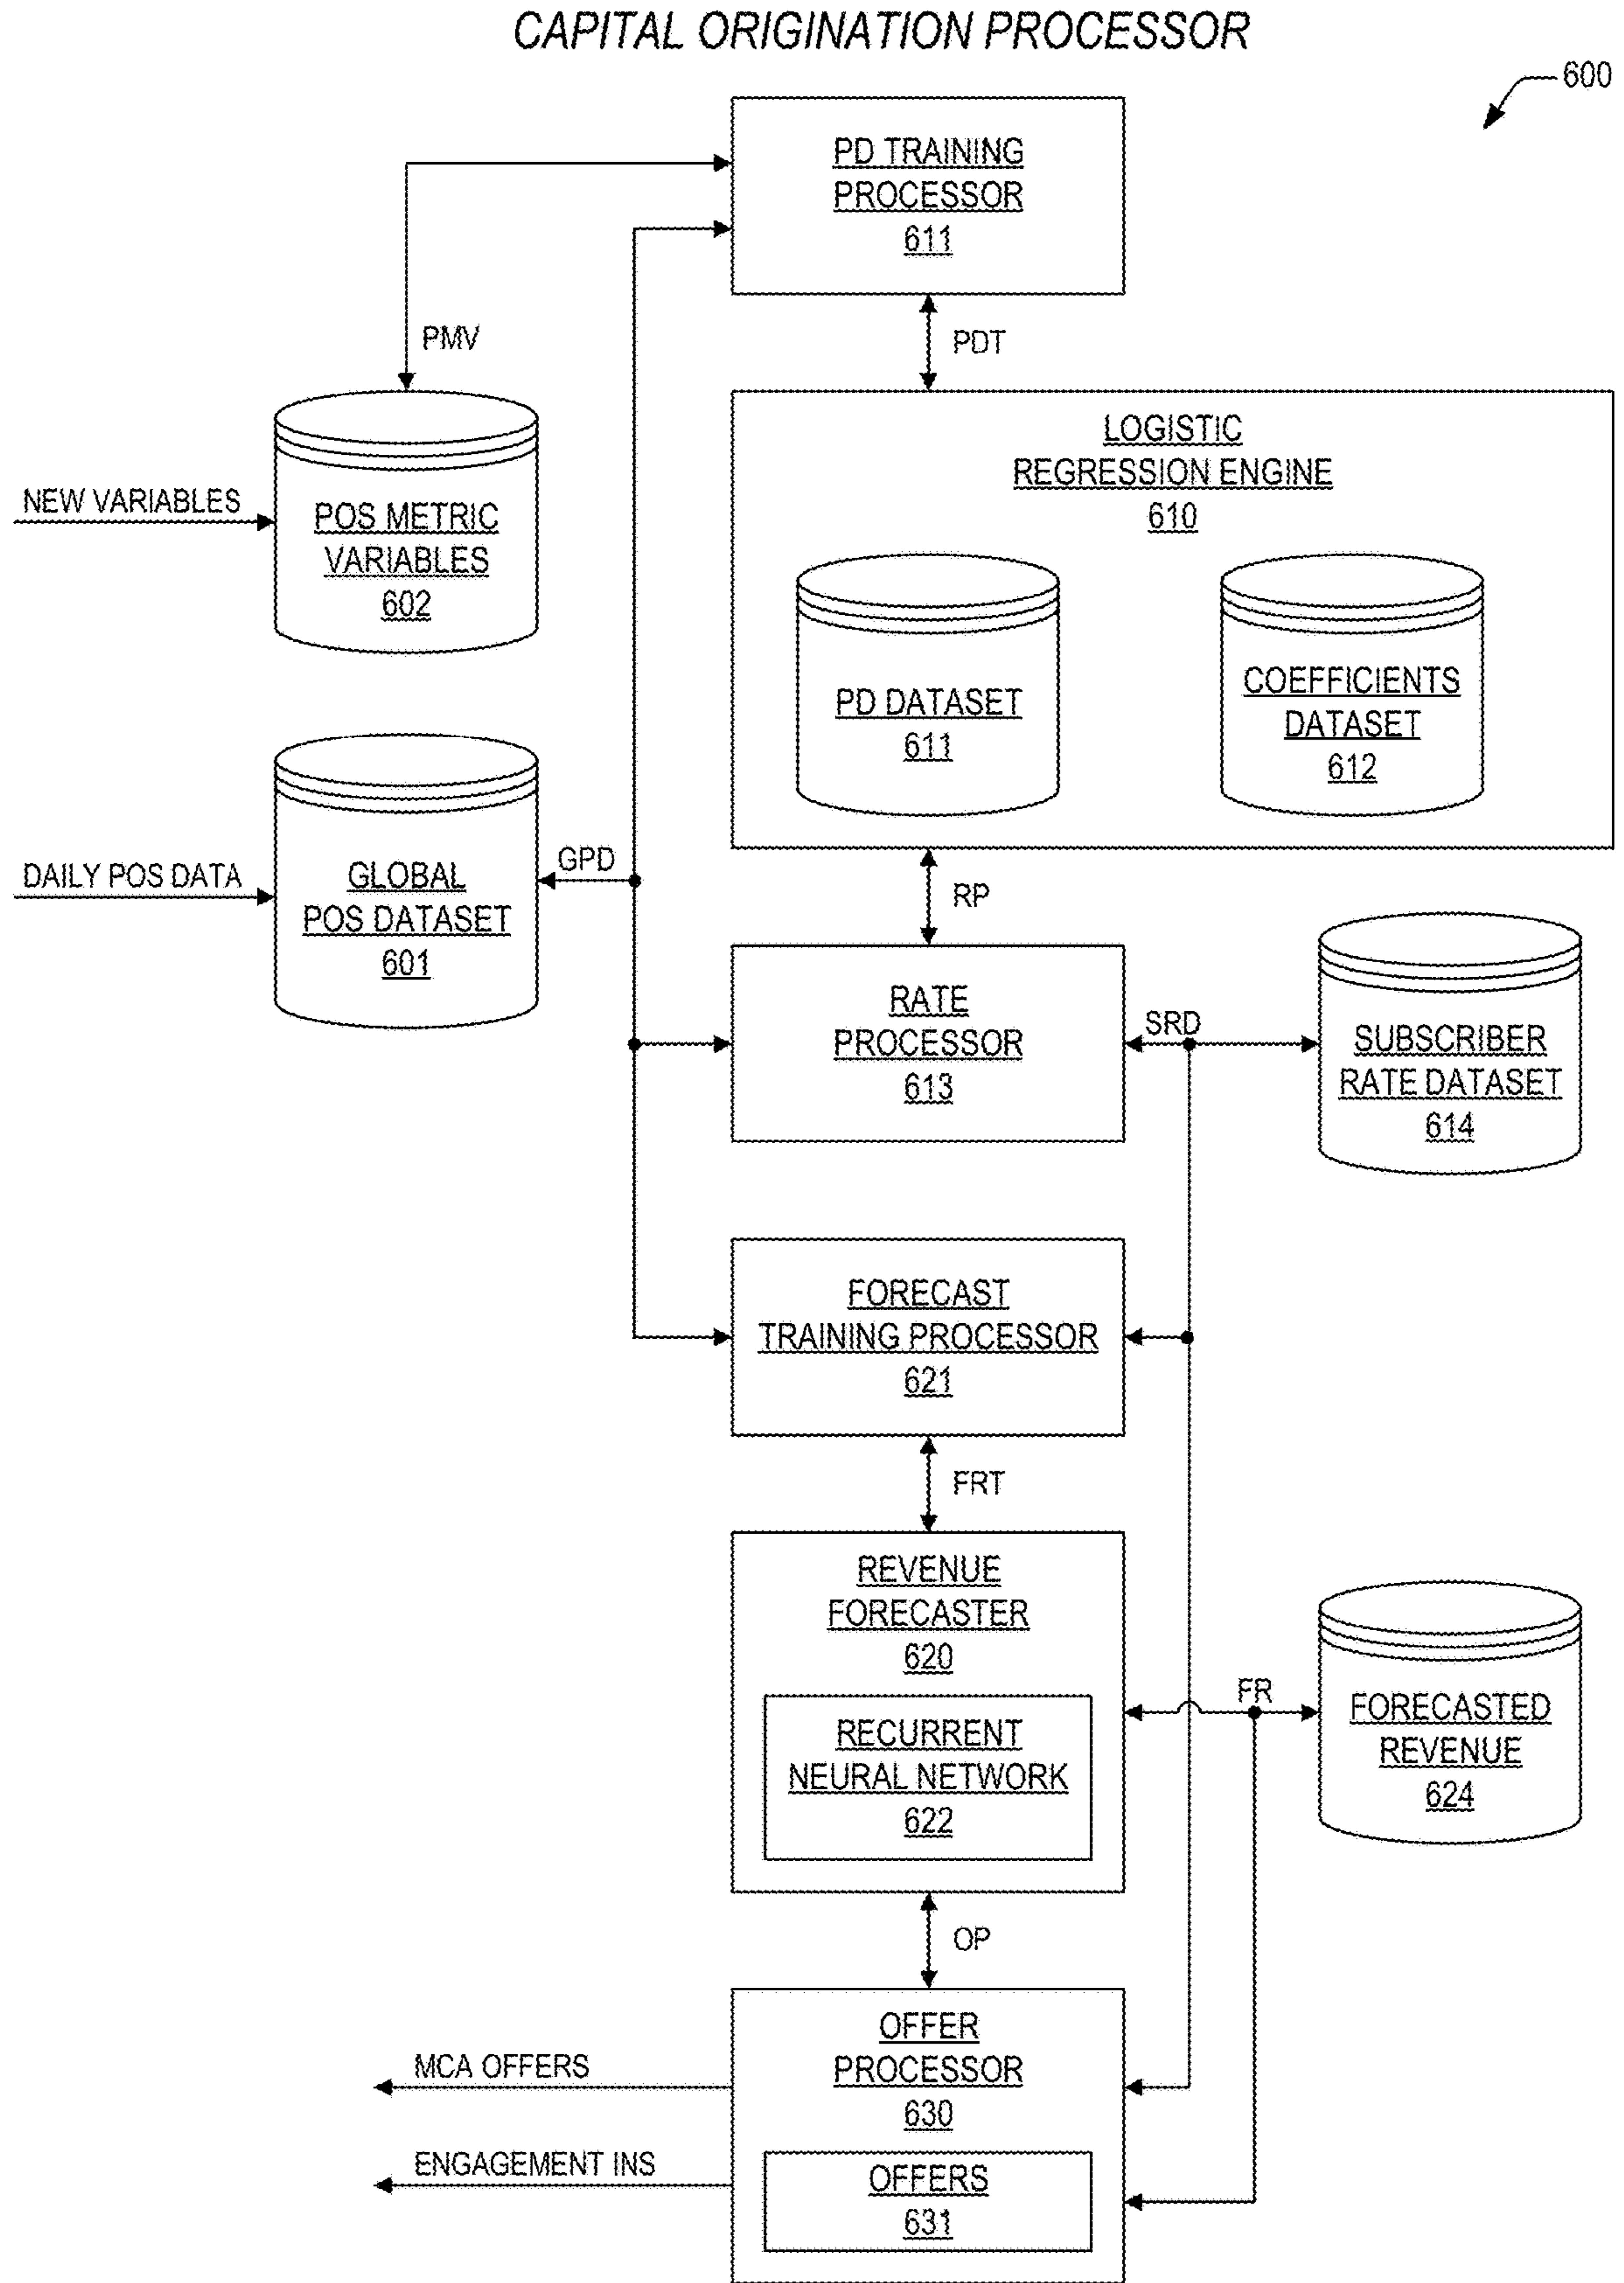 CAPITAL ORIGINATION PROCESSOR
600
PD TRAINING
PROCESSOR
611
PMV
PDT
LOGISTIC
REGRESSION ENGINE
610
NEW VARIABLES
POS METRIC
VARIABLES
602
PD DATASET
611
COEFFICIENTS
DATASET
612
DAILY POS DATA
GLOBAL
POS DATASET
601
GPD
RP
RATE
PROCESSOR
613
SRD
SUBSCRIBER
RATE DATASET
614
FORECAST
TRAINING PROCESSOR
621
FRT
REVENUE
FORECASTER
620
RECURRENT
NEURAL NETWORK
622
FR
FORECASTED
REVENUE
624
OP
OFFER
PROCESSOR
630
MCA OFFERS
ENGAGEMENT INS
OFFERS
631